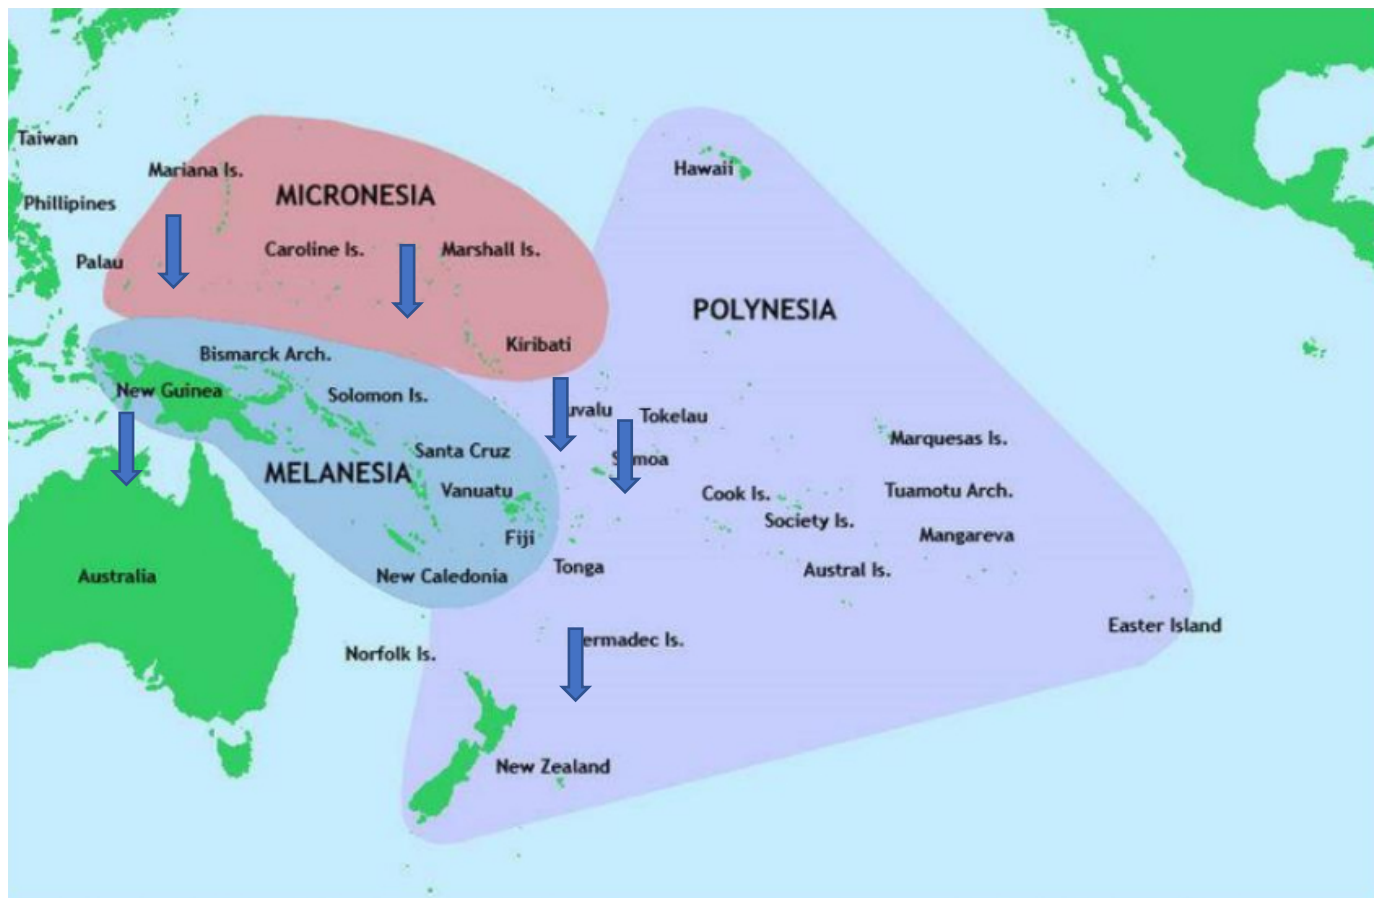 Taiwan
Mariana Is.
Hawaii
MICRONESIA
Phillipines
Caroline Is.
Marshall Is.
Palau
POLYNESIA
Kiribati
Bismarck Arch.
New Guinea
Solomon Is.
uvalu
Tokelau
Marquesas Is.
Santa Cruz
MELANESIA
Vanuatu
Cook Is.
Tuamotu Arch.
Society Is.
Fiji
Mangareva
Tonga
Austral Is.
Australia
New Caledonia
Easter Island
ermadec Is.
Norfolk Is.
New Zealand